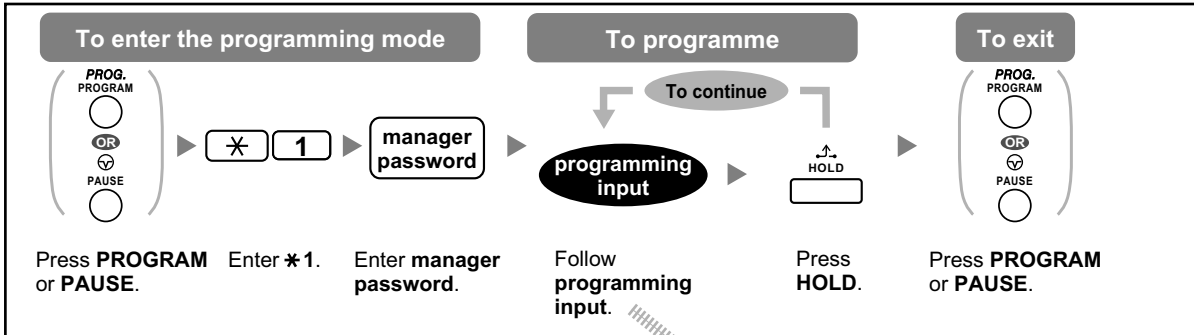 To enter the programming mode
To programme
To exit
PROG.
PROGRAM
OR
PAUSE
✱
1
manager
password
To continue
programming
input
HOLD
PROG.
PROGRAM
OR
PAUSE
Press PROGRAM
or PAUSE.
Enter ✱1.
Enter manager
password.
Follow
programming
input.
Press
HOLD.
Press PROGRAM
or PAUSE.